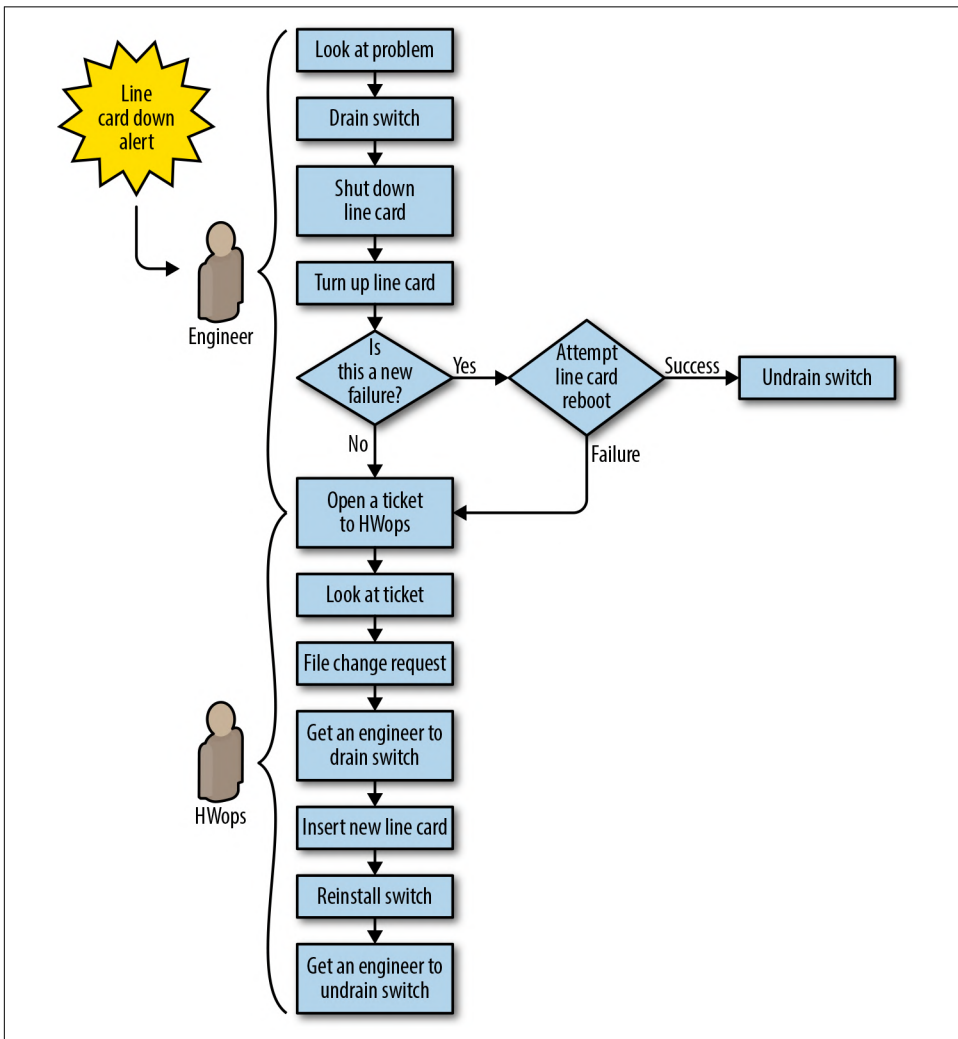 Line
card down
alert
Engineer
Look at problem
Drain switch
Shut down
line card
Turn up line card
Is
this a new
failure?
Yes
Attempt
line card
reboot
Success
Undrain switch
No
Failure
Open a ticket
to HWops
HWops
Look at ticket
File change request
Get an engineer to
drain switch
Insert new line card
Reinstall switch
Get an engineer to
undrain switch